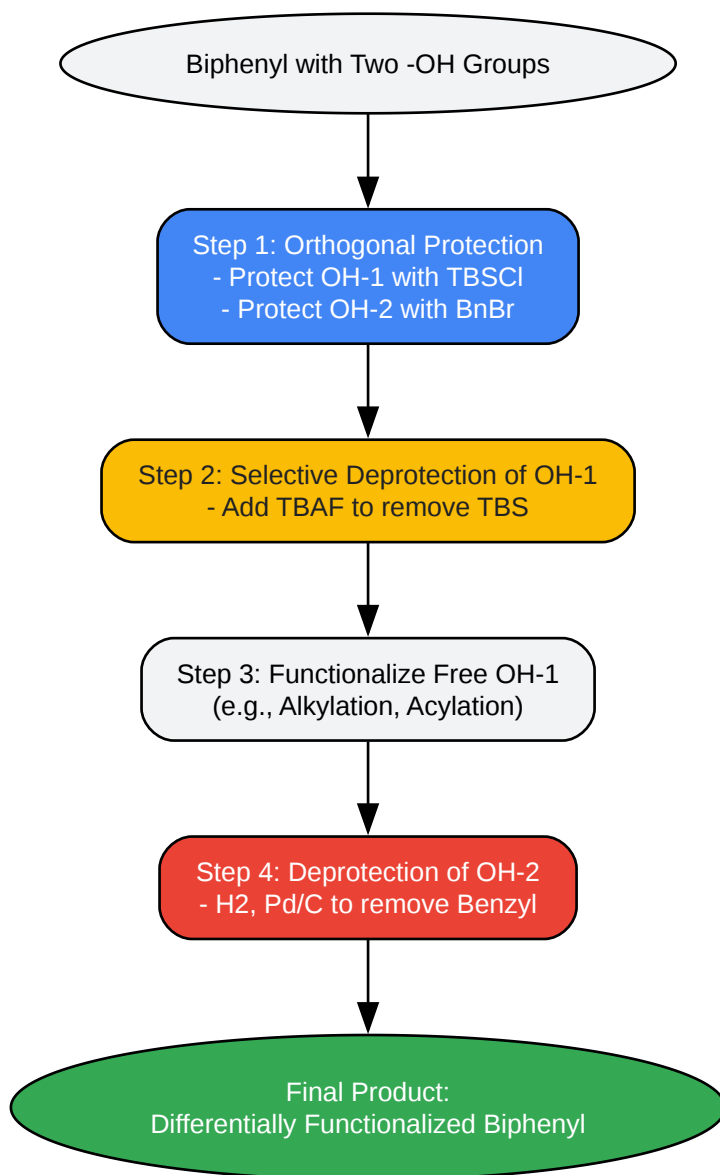 Biphenyl with Two -OH Groups
Step 1: Orthogonal Protection
- Protect OH-1 with TBSCl
- Protect OH-2 with BnBr
Step 2: Selective Deprotection of OH-1
- Add TBAF to remove TBS
Step 3: Functionalize Free OH-1
(e.g., Alkylation, Acylation)
Step 4: Deprotection of OH-2
- H2, Pd/C to remove Benzyl
Final Product:
Differentially Functionalized Biphenyl